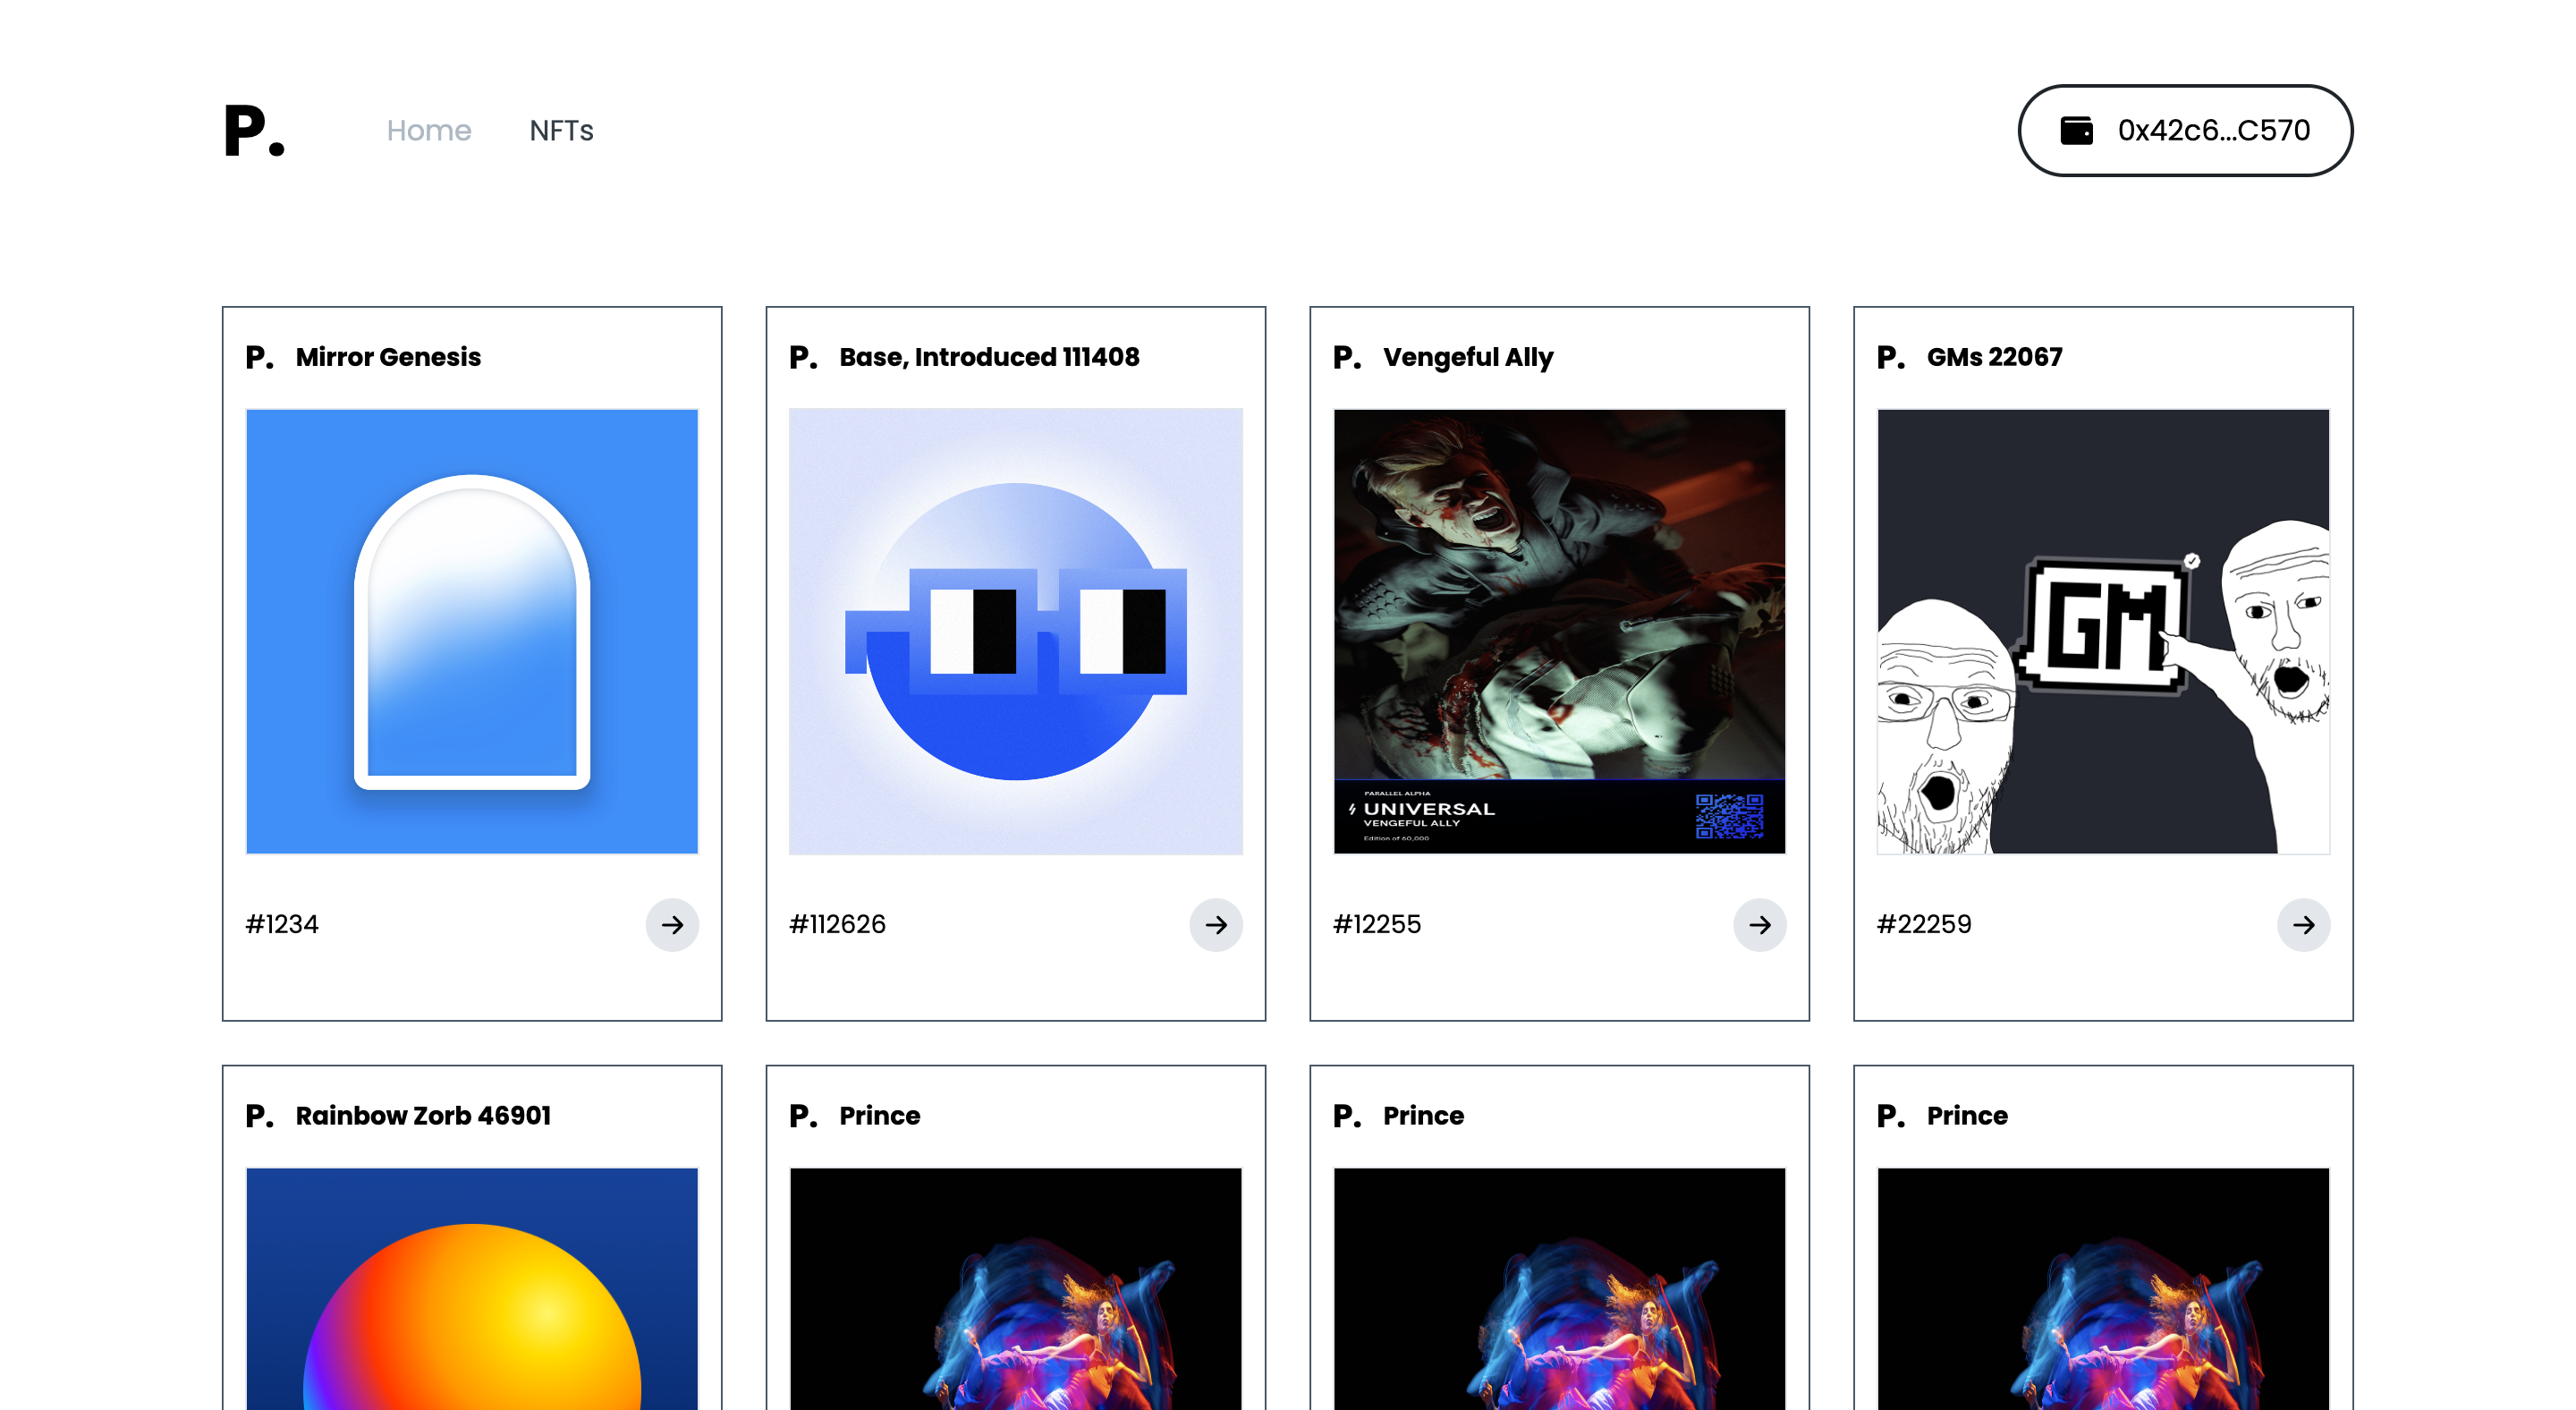 P. Home NFTs 0x42c6...C570
P. Mirror Genesis
P. Base, Introduced 111408
P. Vengeful Ally
P. GMs 22067
GM
PARALLEL ALPHA
UNIVERSAL
VENGEFUL ALLY
Edition of 60,000
#1234
#112626
#12255
#22259
P. Rainbow Zorb 46901
P. Prince
P. Prince
P. Prince